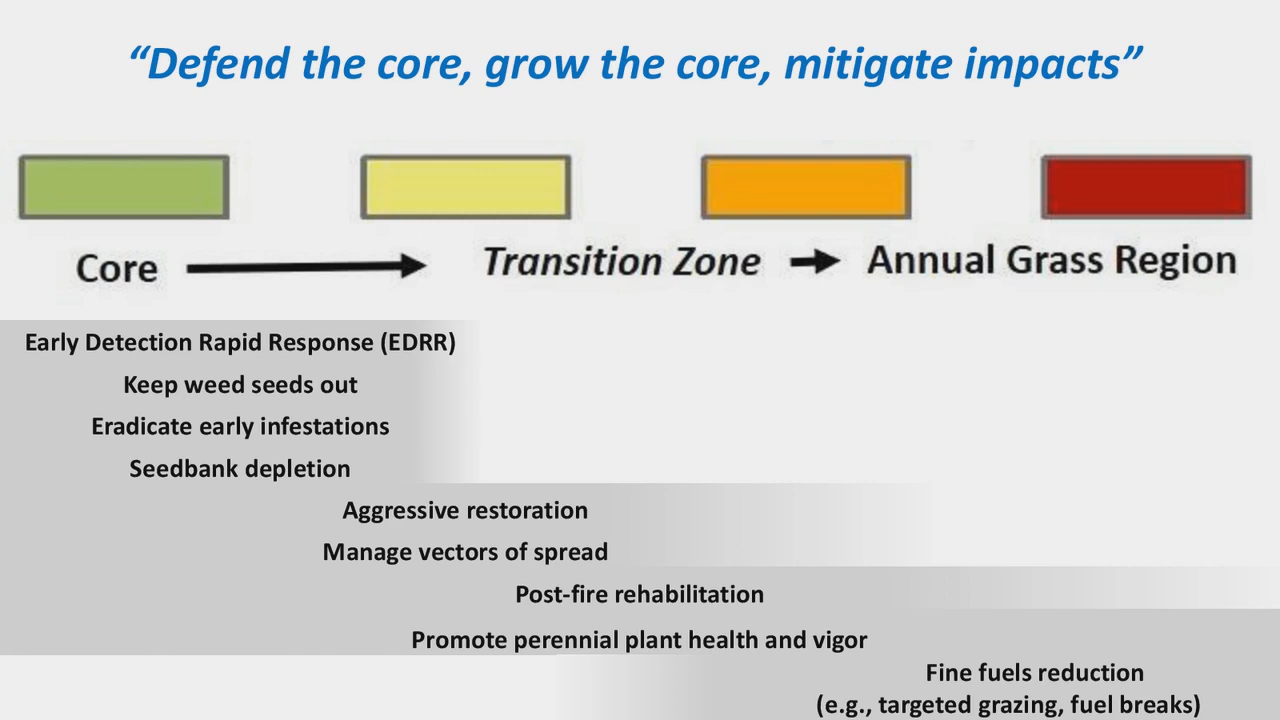 “Defend the core, grow the core, mitigate impacts”
Core
Transition Zone
Annual Grass Region
Early Detection Rapid Response (EDRR)
Keep weed seeds out
Eradicate early infestations
Seedbank depletion
Aggressive restoration
Manage vectors of spread
Post-fire rehabilitation
Promote perennial plant health and vigor
Fine fuels reduction
(e.g., targeted grazing, fuel breaks)